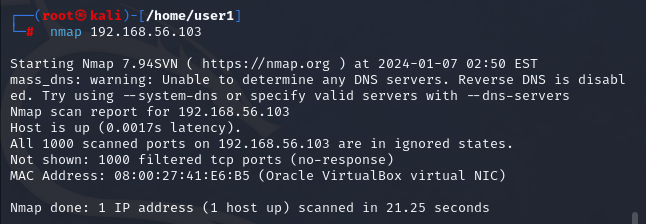 ┌──(root㉿kali)-[/home/user1]
└─# nmap 192.168.56.103
Starting Nmap 7.94SVN ( https://nmap.org ) at 2024-01-07 02:50 EST
mass_dns: warning: Unable to determine any DNS servers. Reverse DNS is disabl
ed. Try using --system-dns or specify valid servers with --dns-servers
Nmap scan report for 192.168.56.103
Host is up (0.0017s latency).
All 1000 scanned ports on 192.168.56.103 are in ignored states.
Not shown: 1000 filtered tcp ports (no-response)
MAC Address: 08:00:27:41:E6:B5 (Oracle VirtualBox virtual NIC)
Nmap done: 1 IP address (1 host up) scanned in 21.25 seconds